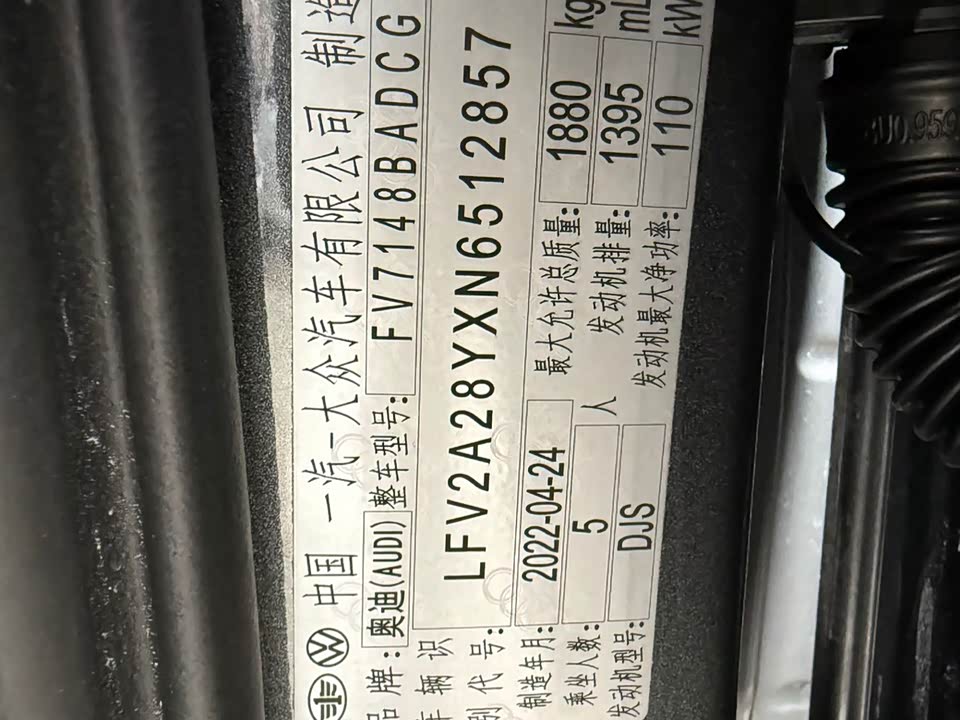 中国 一汽-大众汽车有限公司 制造
品牌:奥迪(AUDI) 整车型号: FV7148BADCG
车辆识别代号: LFV2A28YXN6512857
制造年月: 2022-04-24 最大允许总质量: 1880 kg
乘坐人数: 5 人 发动机排量: 1395 mL
发动机型号: DJS 发动机最大净功率: 110 kW